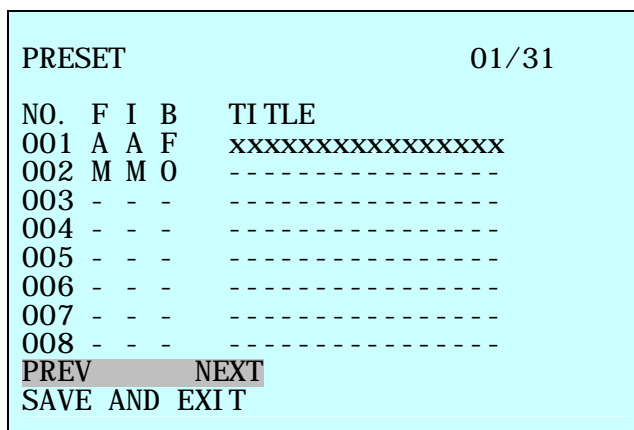 PRESET 01/31
NO. F I B TITLE
001 A A F xxxxxxxxxxxxxxxx
002 M M O ----------------
003 - - - ----------------
004 - - - ----------------
005 - - - ----------------
006 - - - ----------------
007 - - - ----------------
008 - - - ----------------
PREV NEXT
SAVE AND EXIT